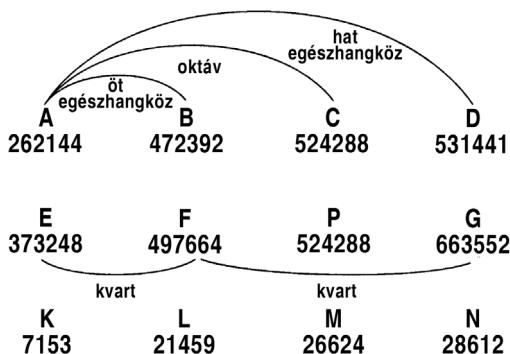 hat
egészhangköz
oktáv
öt
egészhangköz
A B C D
262144 472392 524288 531441
E F P G
373248 497664 524288 663552
kvart kvart
K L M N
7153 21459 26624 28612